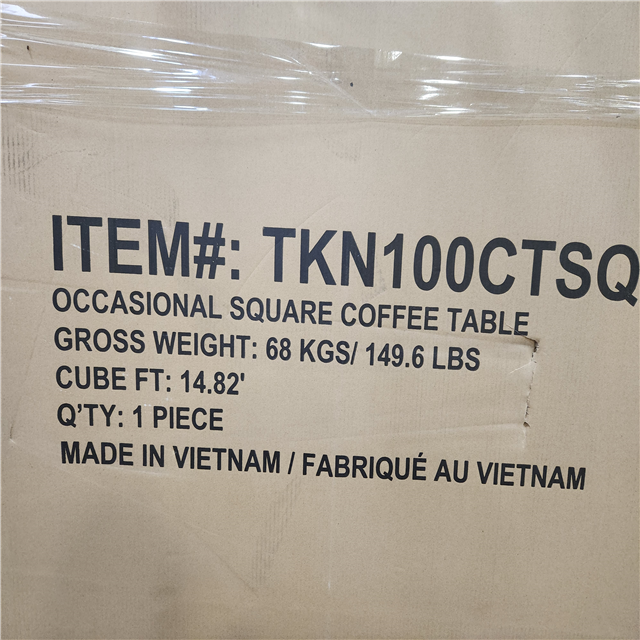 ITEM#: TKN100CTSQ
OCCASIONAL SQUARE COFFEE TABLE
GROSS WEIGHT: 68 KGS/ 149.6 LBS
CUBE FT: 14.82'
Q'TY: 1 PIECE
MADE IN VIETNAM / FABRIQUÉ AU VIETNAM